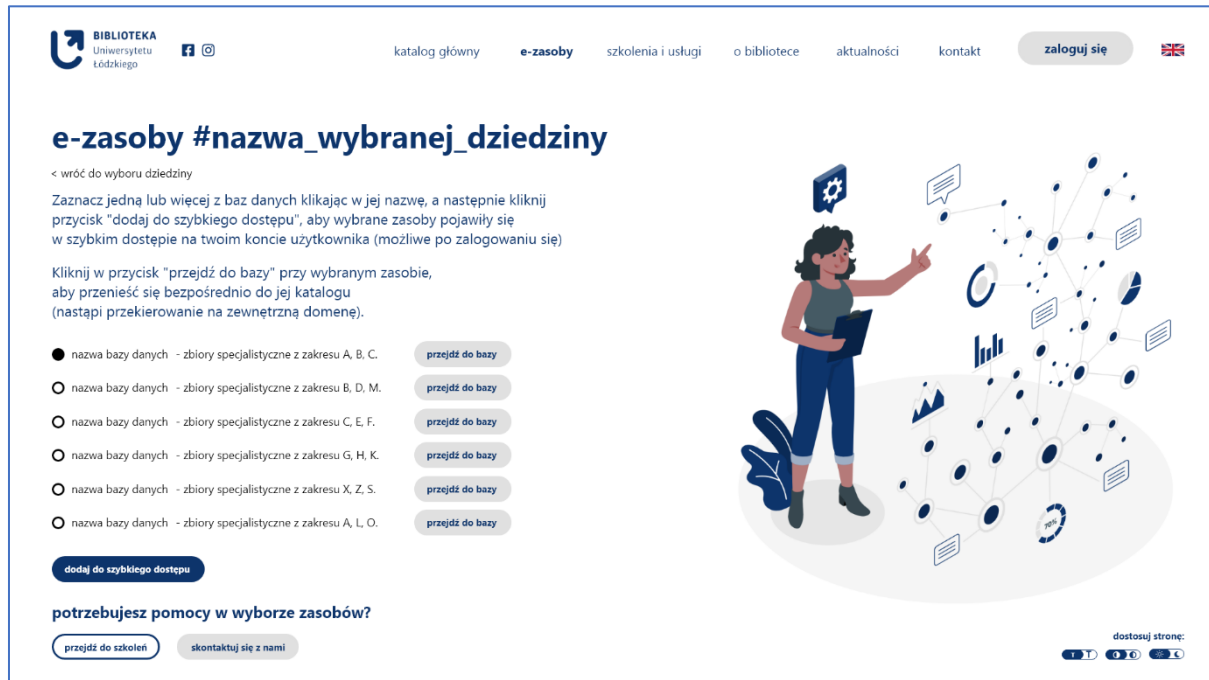 BIBLIOTEKA
Uniwersytetu
Łódzkiego
katalog główny e-zasoby szkolenia i usługi o bibliotece aktualności kontakt zaloguj się
e-zasoby #nazwa_wybranej_dziedziny
< wróć do wyboru dziedziny
Zaznacz jedną lub więcej z baz danych klikając w jej nazwę, a następnie kliknij
przycisk "dodaj do szybkiego dostępu", aby wybrane zasoby pojawiły się
w szybkim dostępie na twoim koncie użytkownika (możliwe po zalogowaniu się)
Kliknij w przycisk "przejdź do bazy" przy wybranym zasobie,
aby przenieść się bezpośrednio do jej katalogu
(nastąpi przekierowanie na zewnętrzną domenę).
nazwa bazy danych - zbiory specjalistyczne z zakresu A, B, C. przejdź do bazy
nazwa bazy danych - zbiory specjalistyczne z zakresu B, D, M. przejdź do bazy
nazwa bazy danych - zbiory specjalistyczne z zakresu C, E, F. przejdź do bazy
nazwa bazy danych - zbiory specjalistyczne z zakresu G, H, K. przejdź do bazy
nazwa bazy danych - zbiory specjalistyczne z zakresu X, Z, S. przejdź do bazy
nazwa bazy danych - zbiory specjalistyczne z zakresu A, L, O. przejdź do bazy
dodaj do szybkiego dostępu
potrzebujesz pomocy w wyborze zasobów?
przejdź do szkoleń skontaktuj się z nami
70%
dostosuj stronę:
T T